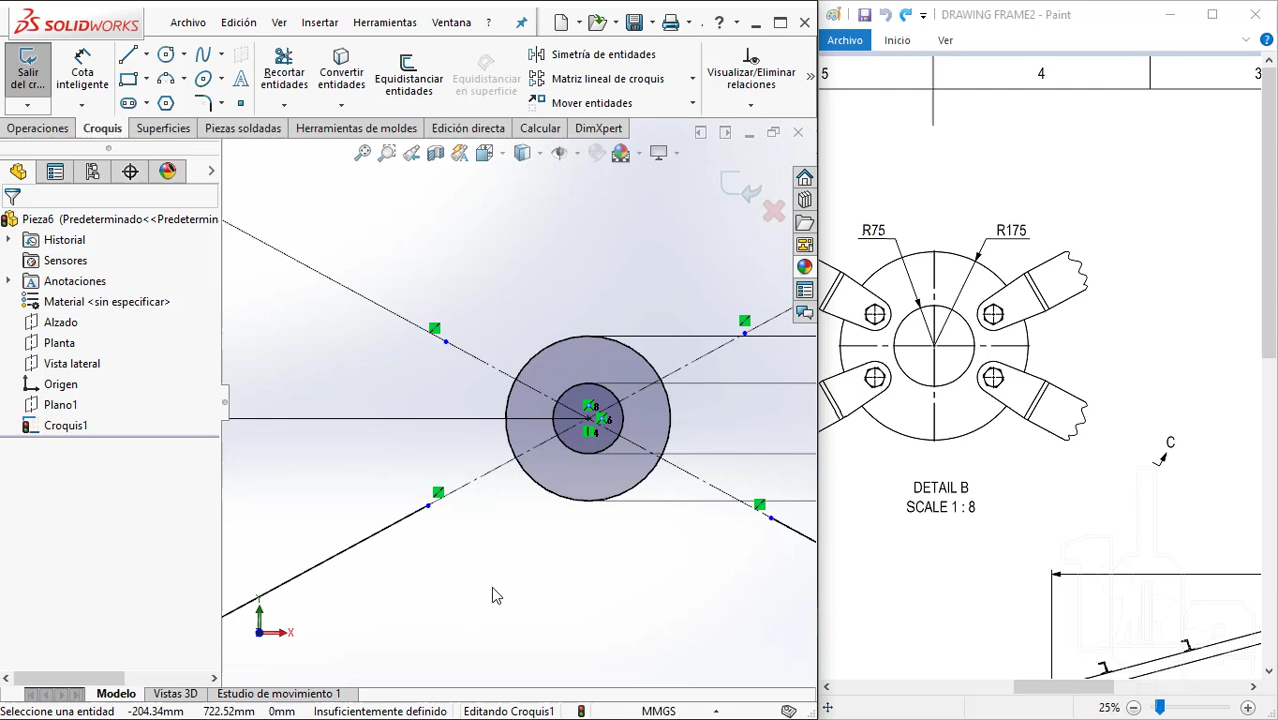 SOLIDWORKS
Archivo Edición Ver Insertar Herramientas Ventana ?
DRAWING FRAME2 - Paint
Archivo Inicio Ver
Salir del cr...
Cota inteligente
Recortar entidades
Convertir entidades
Equidistanciar entidades
Equidistanciar en superficie
Simetría de entidades
Matriz lineal de croquis
Mover entidades
Visualizar/Eliminar relaciones
Operaciones Croquis Superficies Piezas soldadas Herramientas de moldes Edición directa Calcular DimXpert
Pieza6 (Predeterminado<<Predetermin
Historial
Sensores
Anotaciones
Material <sin especificar>
Alzado
Planta
Vista lateral
Origen
Plano1
Croquis1
8
6
4
Y
X
5 4 3
R75 R175
DETAIL B
SCALE 1 : 8
C
Modelo Vistas 3D Estudio de movimiento 1
Seleccione una entidad -204.34mm 722.52mm 0mm Insuficientemente definido Editando Croquis1 MMGS
25%